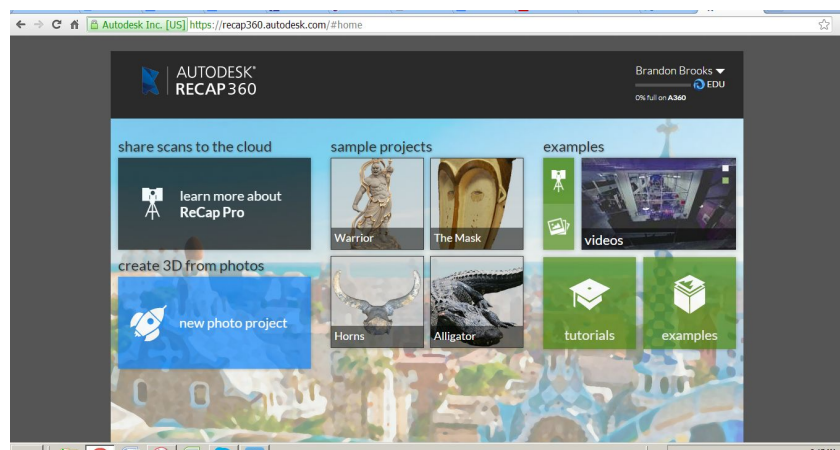 Autodesk Inc. [US] https://recap360.autodesk.com/#home
AUTODESK®
RECAP360
Brandon Brooks
EDU
0% full on A360
share scans to the cloud
learn more about
ReCap Pro
create 3D from photos
new photo project
sample projects
Warrior
The Mask
Horns
Alligator
examples
videos
tutorials
examples